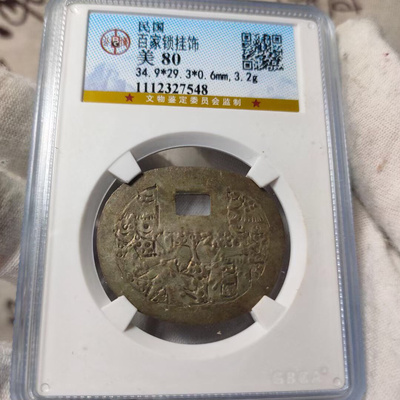 民国
百家锁挂饰
美 80
34.9*29.3*0.6mm,3.2g
1112327548
★ 文物鉴定委员会监制 ★